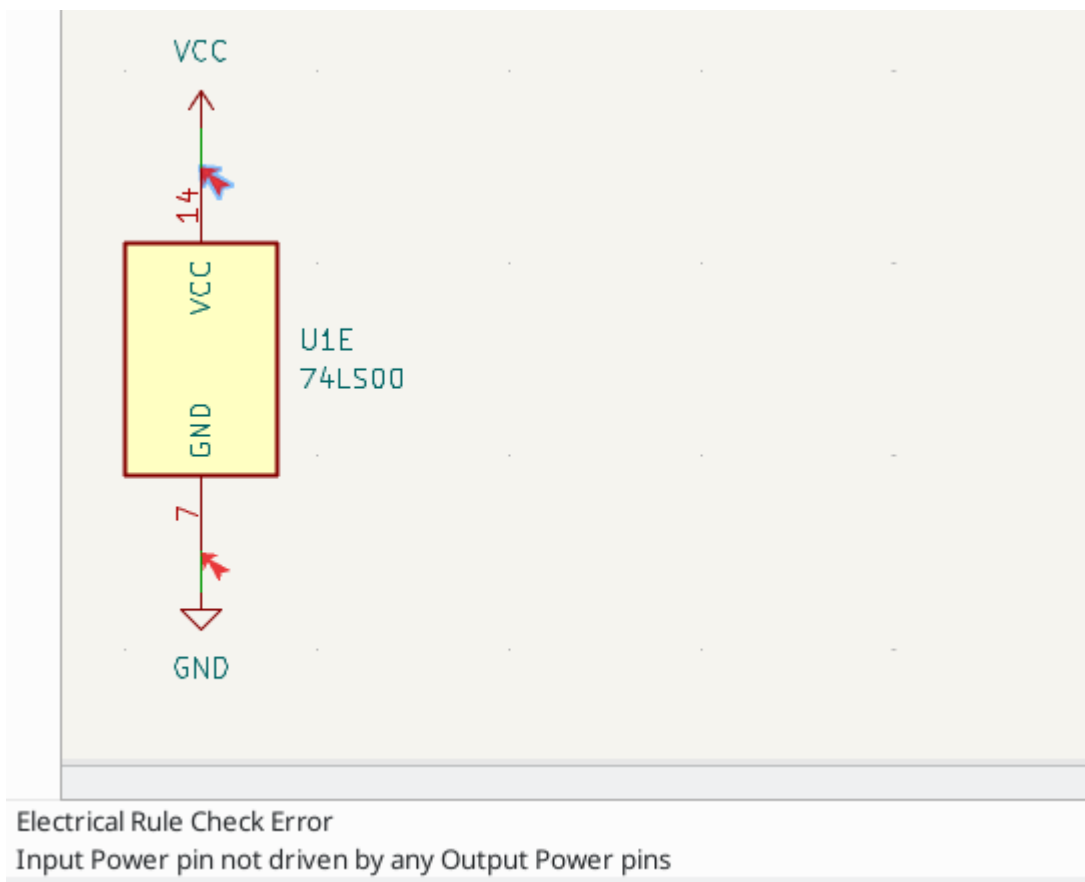 VCC
14
VCC
U1E
74LS00
GND
7
GND
Electrical Rule Check Error
Input Power pin not driven by any Output Power pins